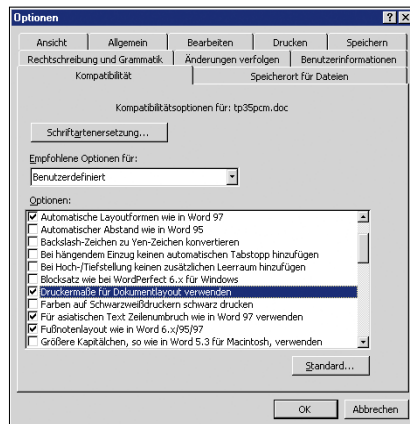 Optionen
Ansicht Allgemein Bearbeiten Drucken Speichern
Rechtschreibung und Grammatik Änderungen verfolgen Benutzerinformationen
Kompatibilität Speicherort für Dateien
Kompatibilitätsoptionen für: tp35pcm.doc
Schriftartenersetzung...
Empfohlene Optionen für:
Benutzerdefiniert
Optionen:
Automatische Layoutformen wie in Word 97
Automatischer Abstand wie in Word 95
Backslash-Zeichen zu Yen-Zeichen konvertieren
Bei hängendem Einzug keinen automatischen Tabstopp hinzufügen
Bei Hoch-/Tiefstellung keinen zusätzlichen Leerraum hinzufügen
Blocksatz wie bei WordPerfect 6.x für Windows
Druckermaße für Dokumentlayout verwenden
Farben auf Schwarzweißdruckern schwarz drucken
Für asiatischen Text Zeilenumbruch wie in Word 97 verwenden
Fußnotenlayout wie in Word 6.x/95/97
Größere Kapitälchen, so wie in Word 5.3 für Macintosh, verwenden
Standard...
OK Abbrechen